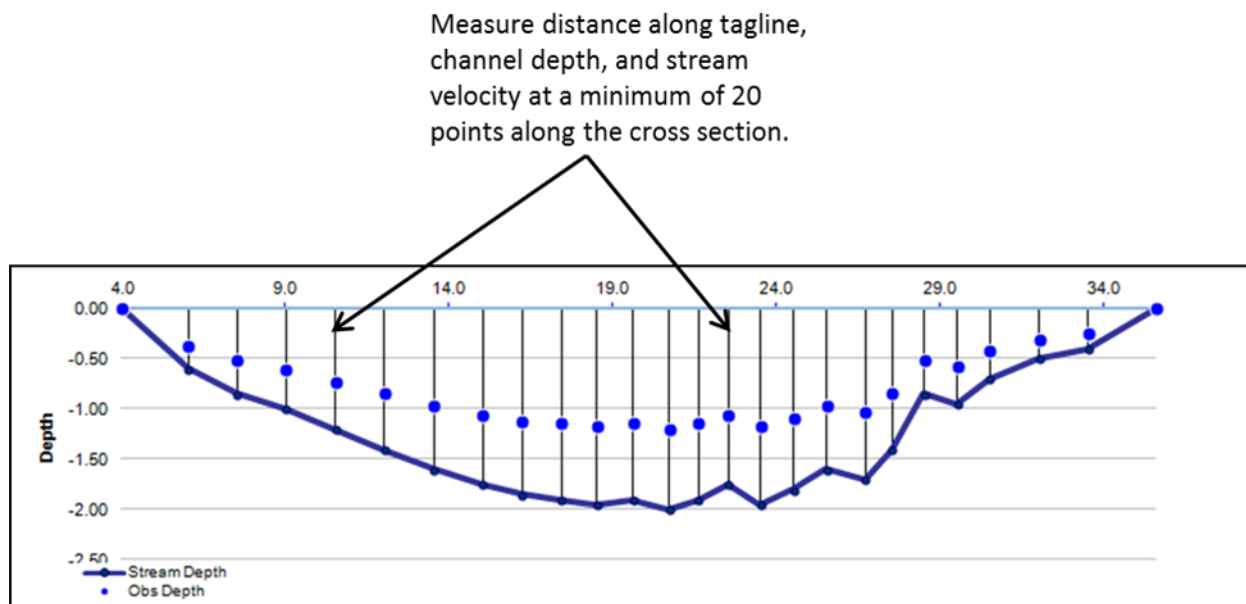 Measure distance along tagline,
channel depth, and stream
velocity at a minimum of 20
points along the cross section.
4.0 9.0 14.0 19.0 24.0 29.0 34.0
0.00
-0.50
-1.00
-1.50
-2.00
-2.50
Depth
Stream Depth
Obs Depth